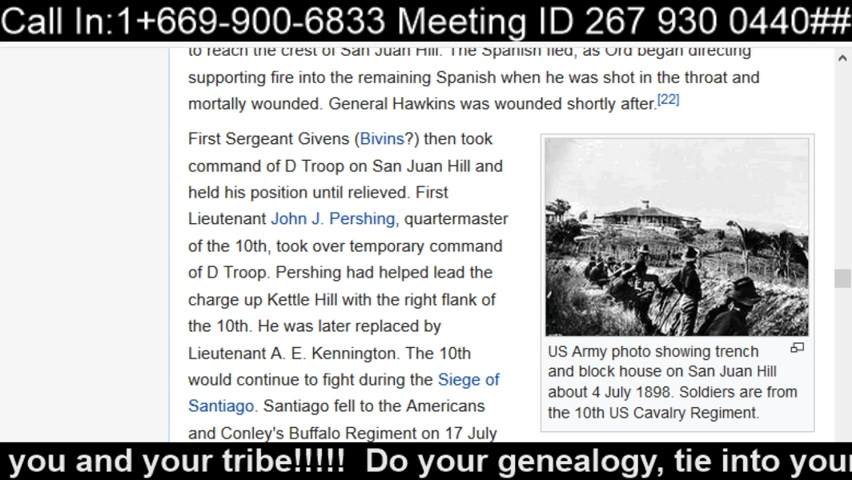 Call In:1+669-900-6833 Meeting ID 267 930 0440##
to reach the crest of San Juan Hill. The Spanish fled, as Ord began directing
supporting fire into the remaining Spanish when he was shot in the throat and
mortally wounded. General Hawkins was wounded shortly after.[22]
First Sergeant Givens (Bivins?) then took
command of D Troop on San Juan Hill and
held his position until relieved. First
Lieutenant John J. Pershing, quartermaster
of the 10th, took over temporary command
of D Troop. Pershing had helped lead the
charge up Kettle Hill with the right flank of
the 10th. He was later replaced by
Lieutenant A. E. Kennington. The 10th
would continue to fight during the Siege of
Santiago. Santiago fell to the Americans
and Conley's Buffalo Regiment on 17 July
US Army photo showing trench
and block house on San Juan Hill
about 4 July 1898. Soldiers are from
the 10th US Cavalry Regiment.
you and your tribe!!!!! Do your genealogy, tie into your